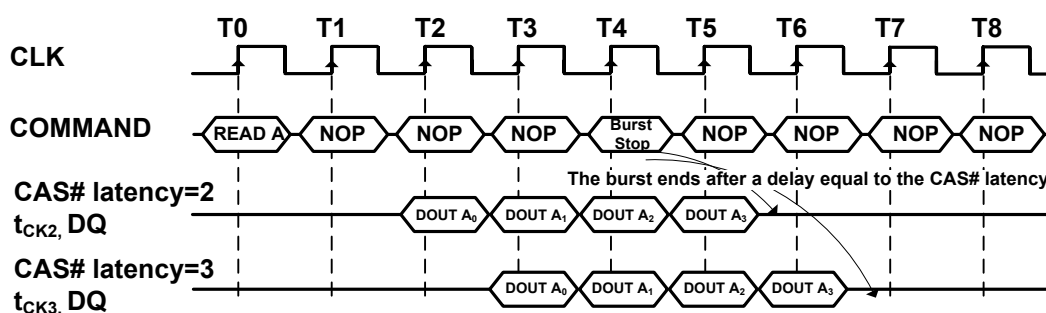 T0 T1 T2 T3 T4 T5 T6 T7 T8
CLK
COMMAND READ A NOP NOP NOP Burst Stop NOP NOP NOP NOP
The burst ends after a delay equal to the CAS# latency
CAS# latency=2
tCK2, DQ DOUT A0 DOUT A1 DOUT A2 DOUT A3
CAS# latency=3
tCK3, DQ DOUT A0 DOUT A1 DOUT A2 DOUT A3